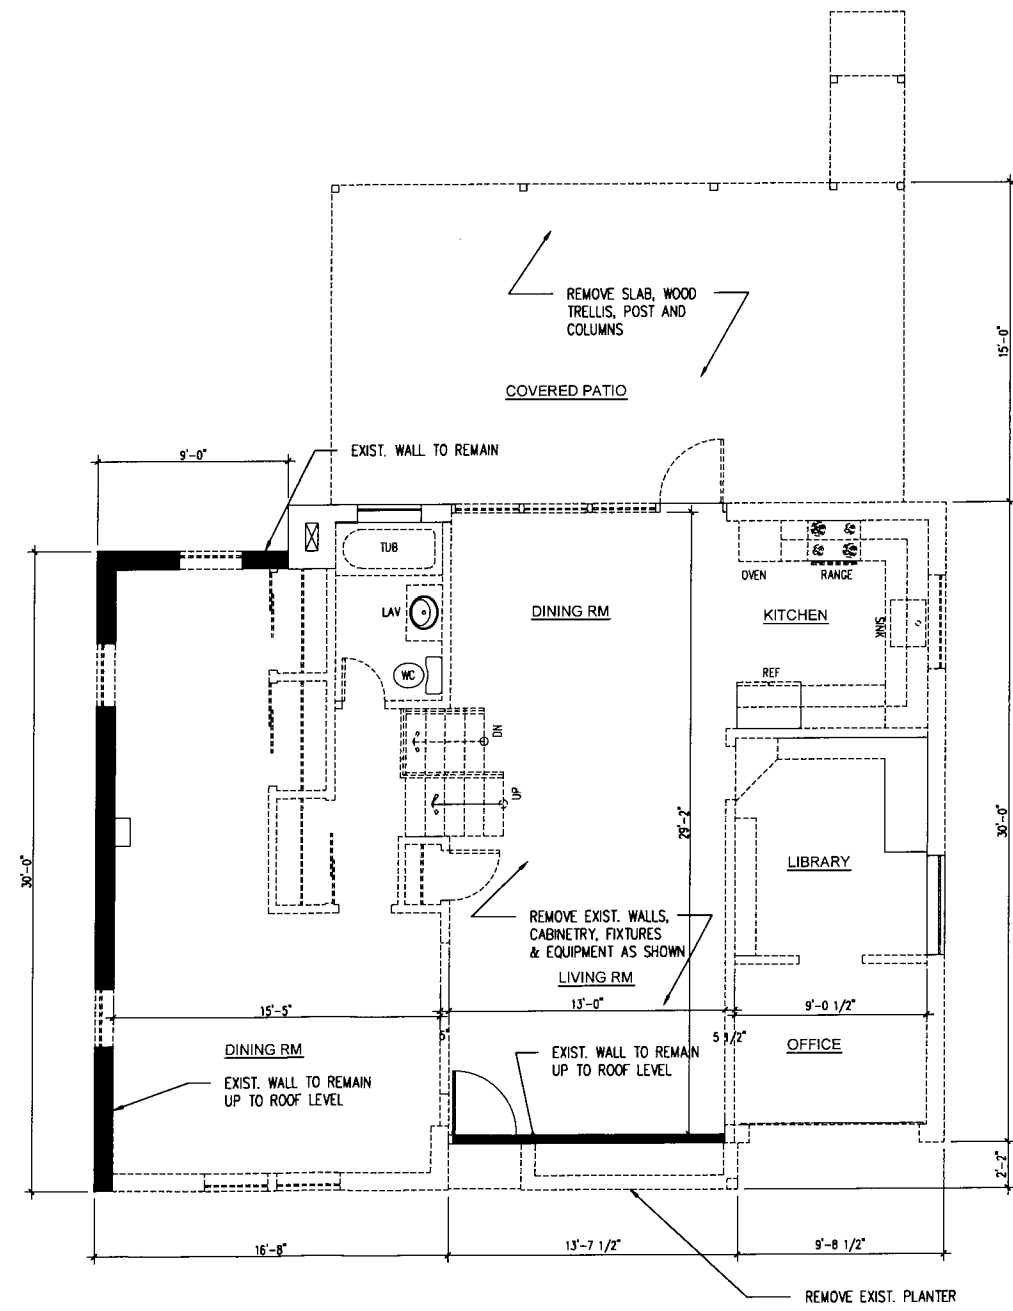 REMOVE SLAB, WOOD
TRELLIS, POST AND
COLUMNS
15'-0"
COVERED PATIO
9'-0"
EXIST. WALL TO REMAIN
TUB
OVEN
RANGE
LAV
DINING RM
KITCHEN
SINK
WC
REF
DN
UP
29'-2"
30'-0"
30'-0"
LIBRARY
REMOVE EXIST. WALLS,
CABINETRY, FIXTURES
& EQUIPMENT AS SHOWN
LIVING RM
15'-5"
13'-0"
9'-0 1/2"
5"
5 1/2"
DINING RM
EXIST. WALL TO REMAIN
UP TO ROOF LEVEL
EXIST. WALL TO REMAIN
UP TO ROOF LEVEL
OFFICE
2'-2"
16'-8"
13'-7 1/2"
9'-8 1/2"
REMOVE EXIST. PLANTER